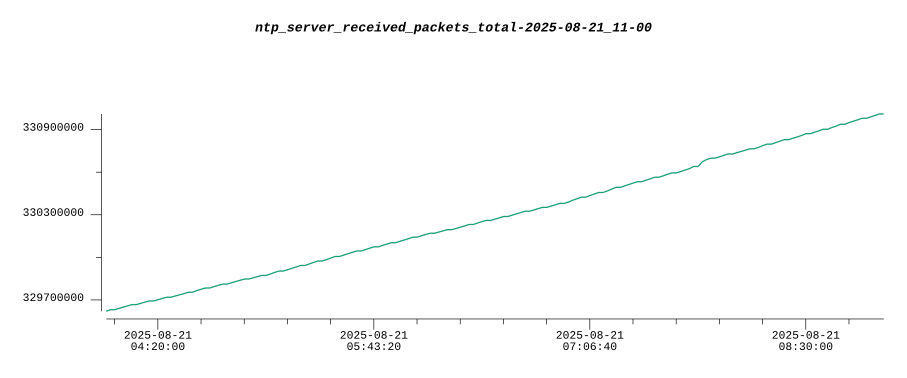 ntp_server_received_packets_total-2025-08-21_11-00
330900000
330300000
329700000
2025-08-21 2025-08-21 2025-08-21 2025-08-21
04:20:00 05:43:20 07:06:40 08:30:00